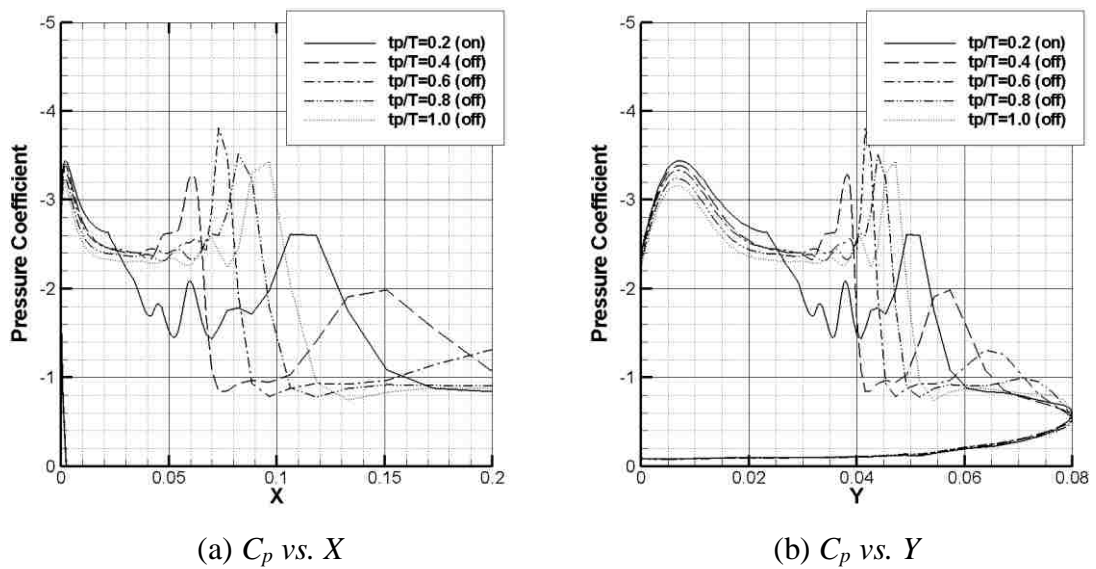 -5
-4
-3
-2
-1
0
Pressure Coefficient
tp/T=0.2 (on)
tp/T=0.4 (off)
tp/T=0.6 (off)
tp/T=0.8 (off)
tp/T=1.0 (off)
0 0.05 0.1 0.15 0.2
X
(a) Cp vs. X
-5
-4
-3
-2
-1
0
Pressure Coefficient
tp/T=0.2 (on)
tp/T=0.4 (off)
tp/T=0.6 (off)
tp/T=0.8 (off)
tp/T=1.0 (off)
0 0.02 0.04 0.06 0.08
Y
(b) Cp vs. Y